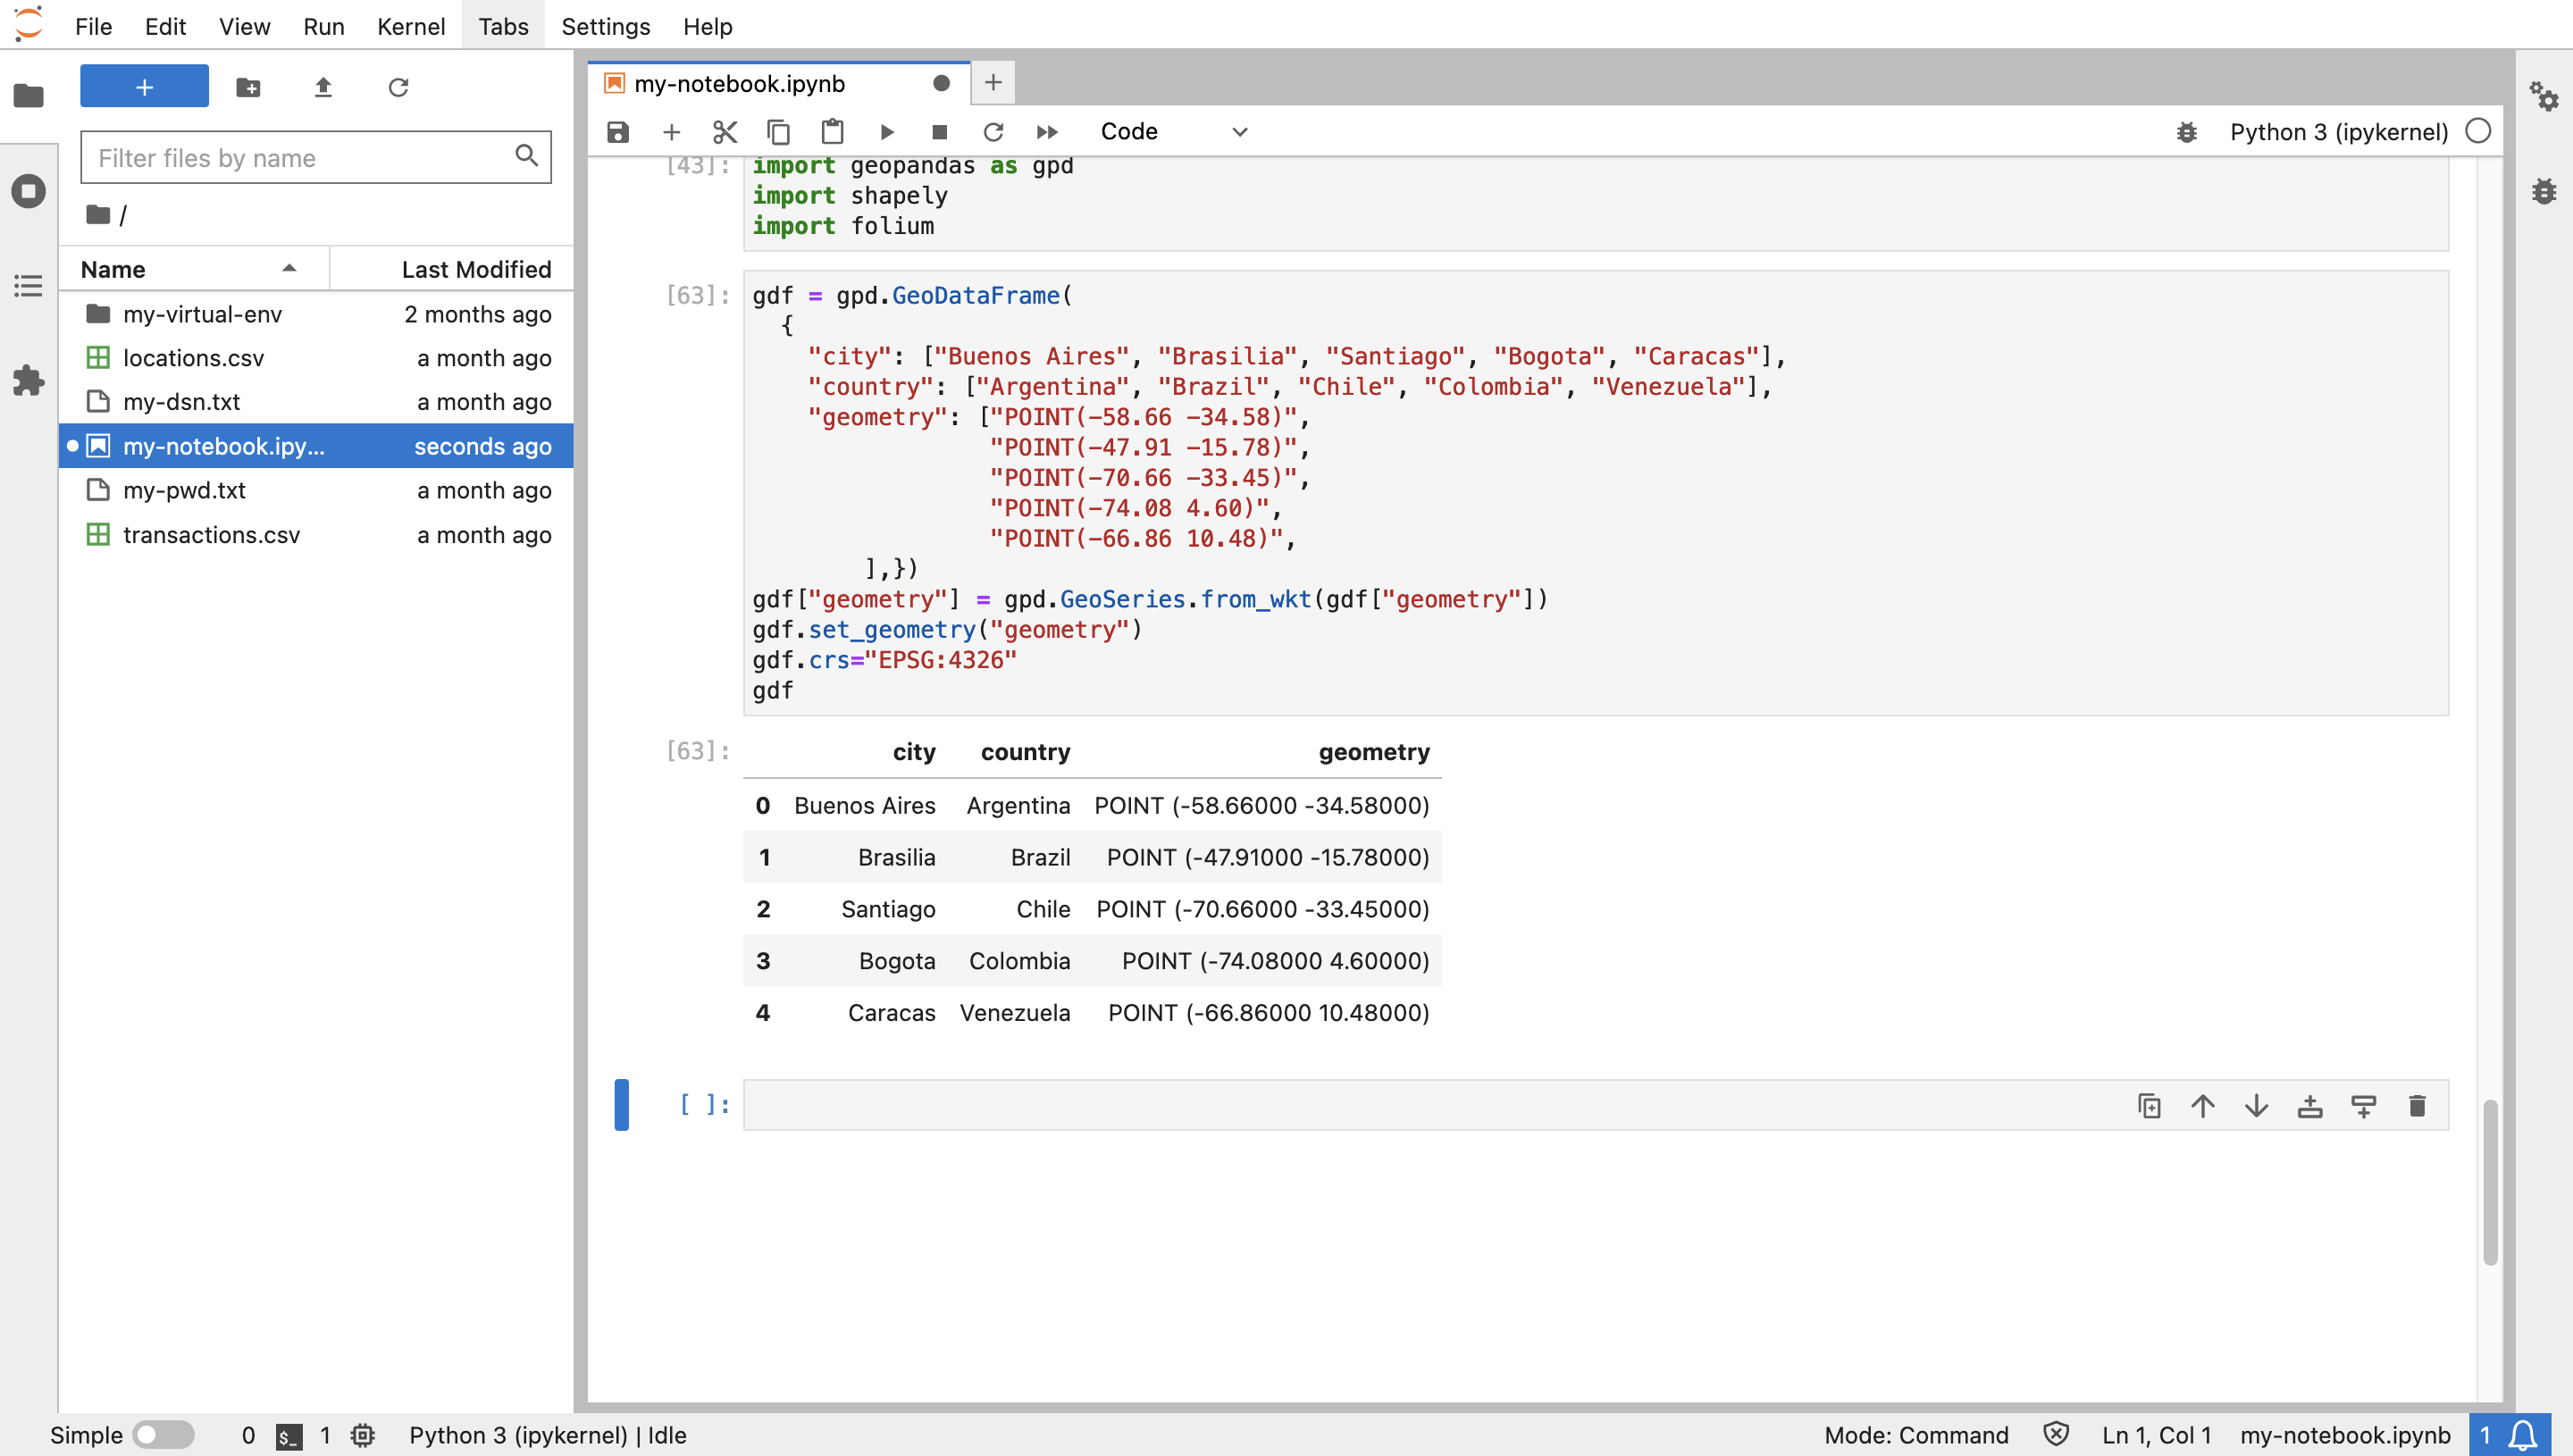 File Edit View Run Kernel Tabs Settings Help
+
Filter files by name
/
Name Last Modified
my-virtual-env 2 months ago
locations.csv a month ago
my-dsn.txt a month ago
my-notebook.ipy... seconds ago
my-pwd.txt a month ago
transactions.csv a month ago
my-notebook.ipynb
Code
Python 3 (ipykernel)
[43]: import geopandas as gpd
import shapely
import folium
[63]: gdf = gpd.GeoDataFrame(
{
"city": ["Buenos Aires", "Brasilia", "Santiago", "Bogota", "Caracas"],
"country": ["Argentina", "Brazil", "Chile", "Colombia", "Venezuela"],
"geometry": ["POINT(-58.66 -34.58)",
"POINT(-47.91 -15.78)",
"POINT(-70.66 -33.45)",
"POINT(-74.08 4.60)",
"POINT(-66.86 10.48)",
],})
gdf["geometry"] = gpd.GeoSeries.from_wkt(gdf["geometry"])
gdf.set_geometry("geometry")
gdf.crs="EPSG:4326"
gdf
[63]: city country geometry
0 Buenos Aires Argentina POINT (-58.66000 -34.58000)
1 Brasilia Brazil POINT (-47.91000 -15.78000)
2 Santiago Chile POINT (-70.66000 -33.45000)
3 Bogota Colombia POINT (-74.08000 4.60000)
4 Caracas Venezuela POINT (-66.86000 10.48000)
[ ]:
Simple 0 $_ 1 Python 3 (ipykernel) | Idle Mode: Command Ln 1, Col 1 my-notebook.ipynb 1